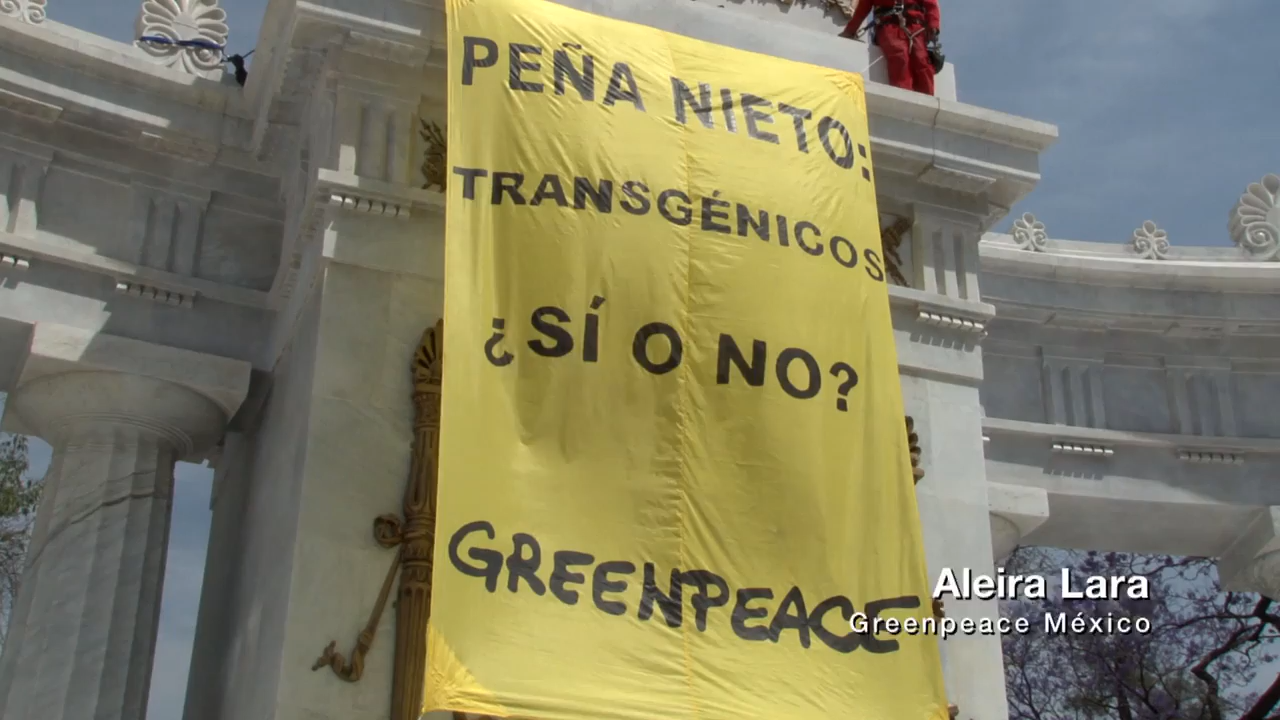 PEÑA NIETO:
TRANSGÉNICOS
¿SÍ O NO?
GREENPEACE
Aleira Lara
Greenpeace México